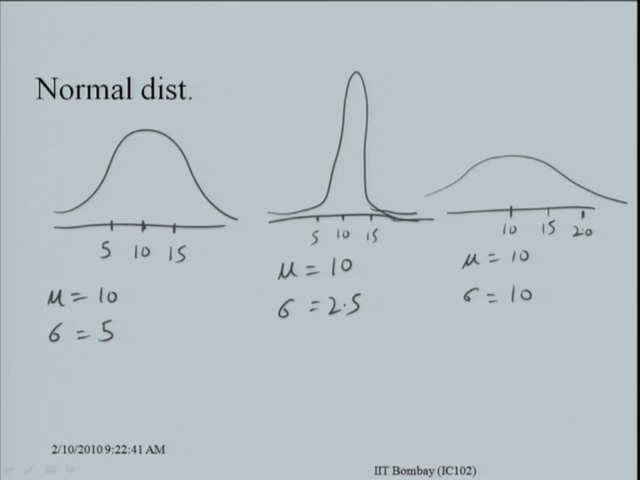 Normal dist.
5 10 15
μ = 10
σ = 5
5 10 15
μ = 10
σ = 2.5
10 15 20
μ = 10
σ = 10
2/10/2010 9:22:41 AM
IIT Bombay (IC102)